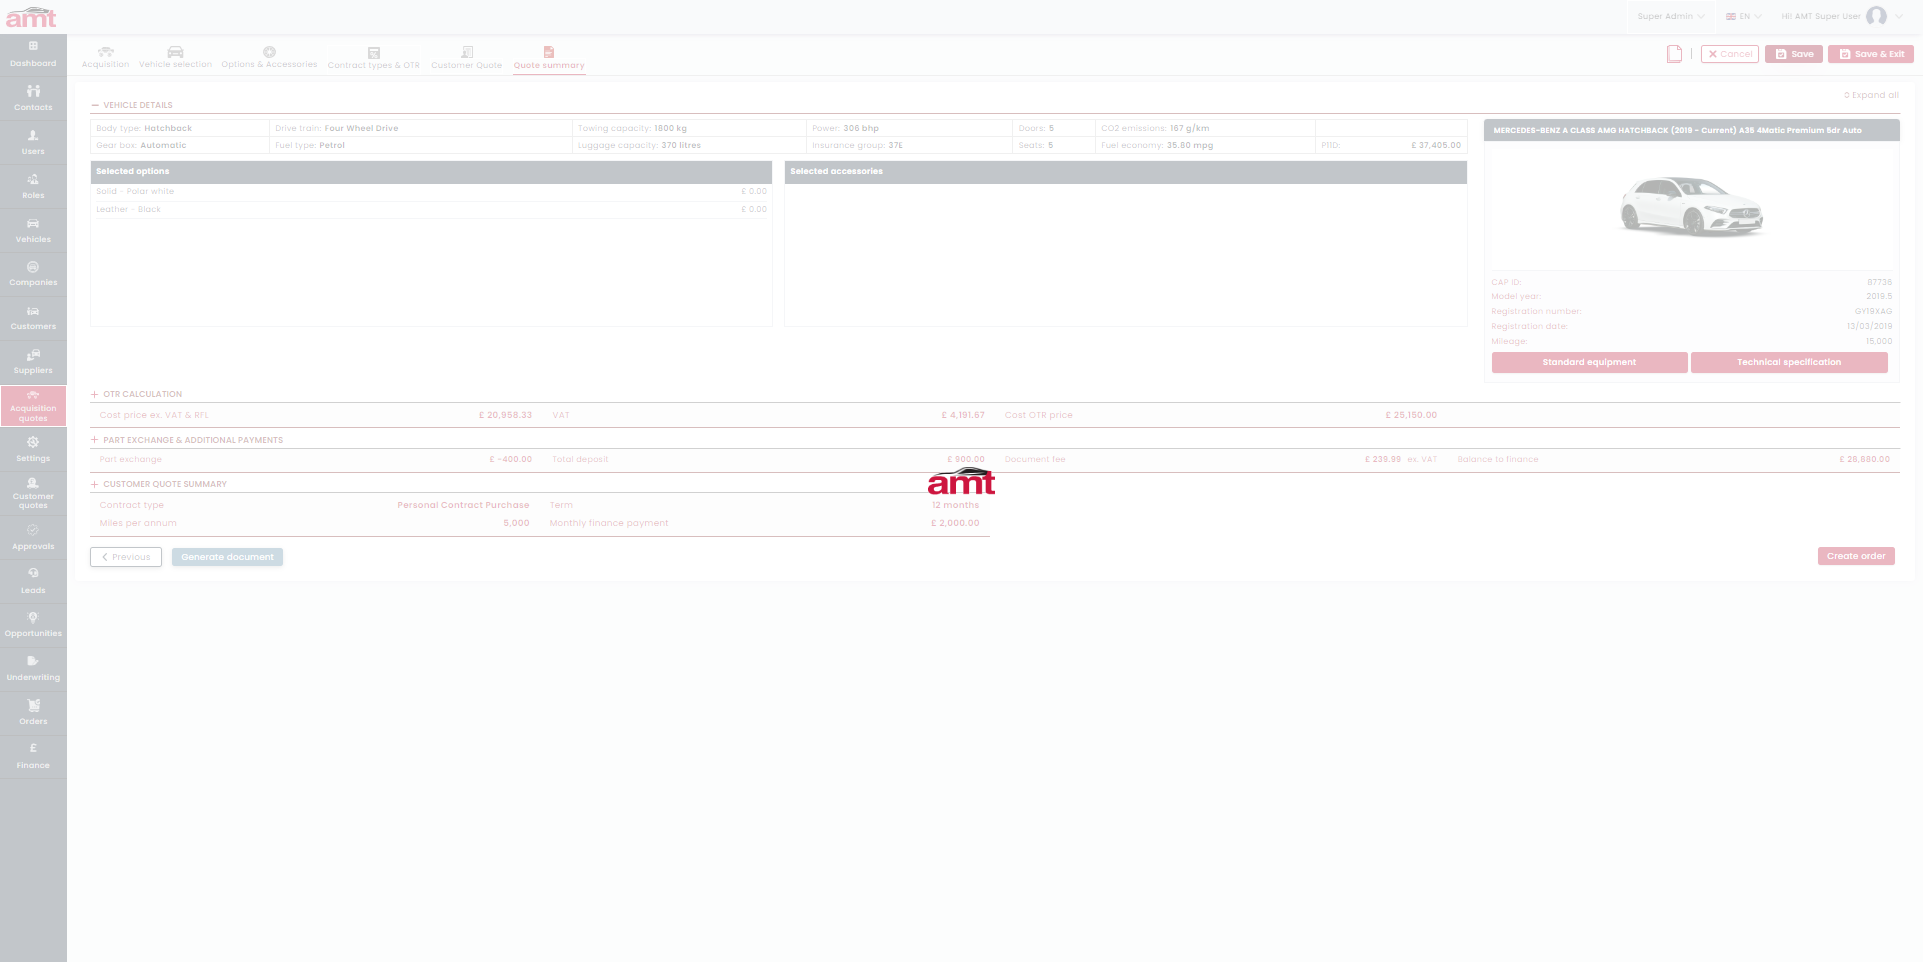 amt
Super Admin
EN
Hi! AMT Super User
Dashboard
Contacts
Users
Roles
Vehicles
Companies
Customers
Suppliers
Acquisition
quotes
Settings
Customer
quotes
Approvals
Leads
Opportunities
Underwriting
Orders
£
Finance
Acquisition
Vehicle selection
Options & Accessories
Contract types & OTR
Customer Quote
Quote summary
Cancel
Save
Save & Exit
Expand all
VEHICLE DETAILS
Body type: Hatchback
Drive train: Four Wheel Drive
Towing capacity: 1800 kg
Power: 306 bhp
Doors: 5
CO2 emissions: 167 g/km
Gear box: Automatic
Fuel type: Petrol
Luggage capacity: 370 litres
Insurance group: 37E
Seats: 5
Fuel economy: 35.80 mpg
P11D: £ 37,405.00
Selected options
Solid - Polar white £ 0.00
Leather - Black £ 0.00
Selected accessories
MERCEDES-BENZ A CLASS AMG HATCHBACK (2019 - Current) A35 4Matic Premium 5dr Auto
CAP ID: 87736
Model year: 2019.5
Registration number: GY19XAG
Registration date: 13/03/2019
Mileage: 15,000
Standard equipment
Technical specification
OTR CALCULATION
Cost price ex. VAT & RFL £ 20,958.33 VAT £ 4,191.67 Cost OTR price £ 25,150.00
PART EXCHANGE & ADDITIONAL PAYMENTS
Part exchange £ -400.00 Total deposit £ 900.00 Document fee £ 239.99 ex. VAT Balance to finance £ 28,880.00
amt
CUSTOMER QUOTE SUMMARY
Contract type Personal Contract Purchase Term 12 months
Miles per annum 5,000 Monthly finance payment £ 2,000.00
Previous
Generate document
Create order